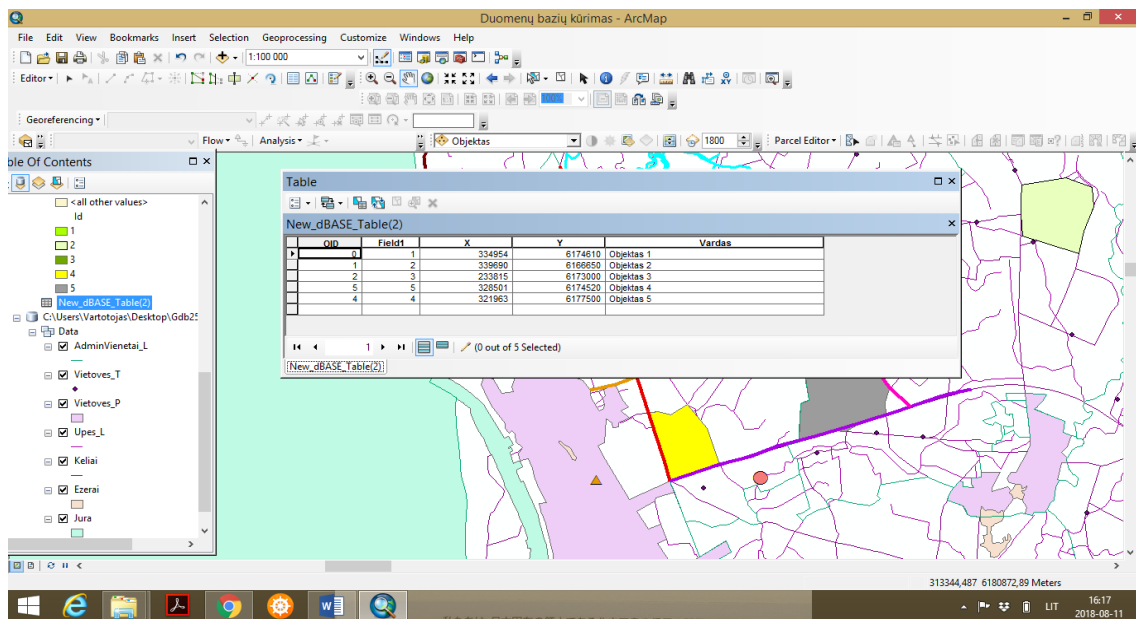 Duomenų bazių kūrimas - ArcMap
File Edit View Bookmarks Insert Selection Geoprocessing Customize Windows Help
1:100 000
Editor
Georeferencing
Flow Analysis Objektas 1800 Parcel Editor
ble Of Contents
<all other values>
Id
1
2
3
4
5
New_dBASE_Table(2)
C:\Users\Vartotojas\Desktop\Gdb25
Data
AdminVienetai_L
Vietoves_T
Vietoves_P
Upes_L
Keliai
Ezerai
Jura
Table
New_dBASE_Table(2)
OID Field1 X Y Vardas
0 1 334954 6174610 Objektas 1
1 2 339690 6166650 Objektas 2
2 3 233815 6173000 Objektas 3
5 5 328501 6174520 Objektas 4
4 4 321963 6177500 Objektas 5
1 (0 out of 5 Selected)
New_dBASE_Table(2)
313344,487 6180872,89 Meters
LIT 16:17
2018-08-11